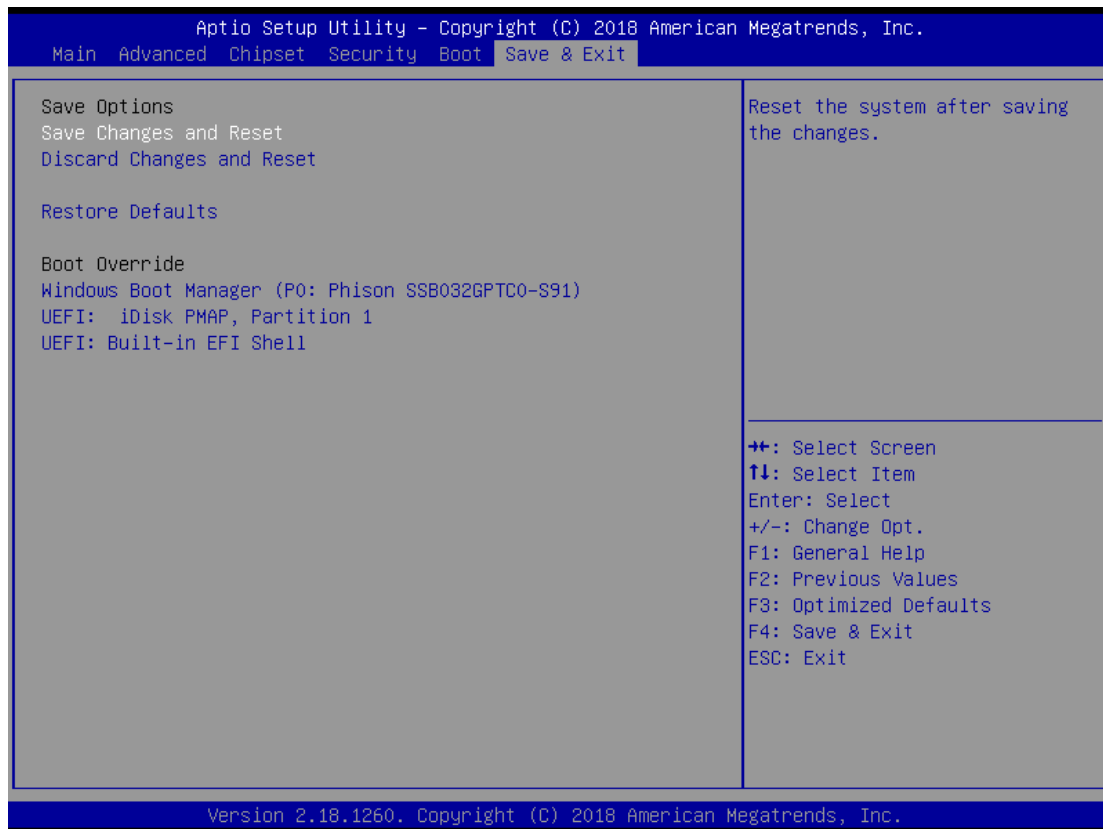 Aptio Setup Utility – Copyright (C) 2018 American Megatrends, Inc.
Main Advanced Chipset Security Boot Save & Exit
Save Options
Save Changes and Reset
Discard Changes and Reset
Restore Defaults
Boot Override
Windows Boot Manager (P0: Phison SSB032GPTC0-S91)
UEFI: iDisk PMAP, Partition 1
UEFI: Built-in EFI Shell
Reset the system after saving
the changes.
→←: Select Screen
↑↓: Select Item
Enter: Select
+/-: Change Opt.
F1: General Help
F2: Previous Values
F3: Optimized Defaults
F4: Save & Exit
ESC: Exit
Version 2.18.1260. Copyright (C) 2018 American Megatrends, Inc.